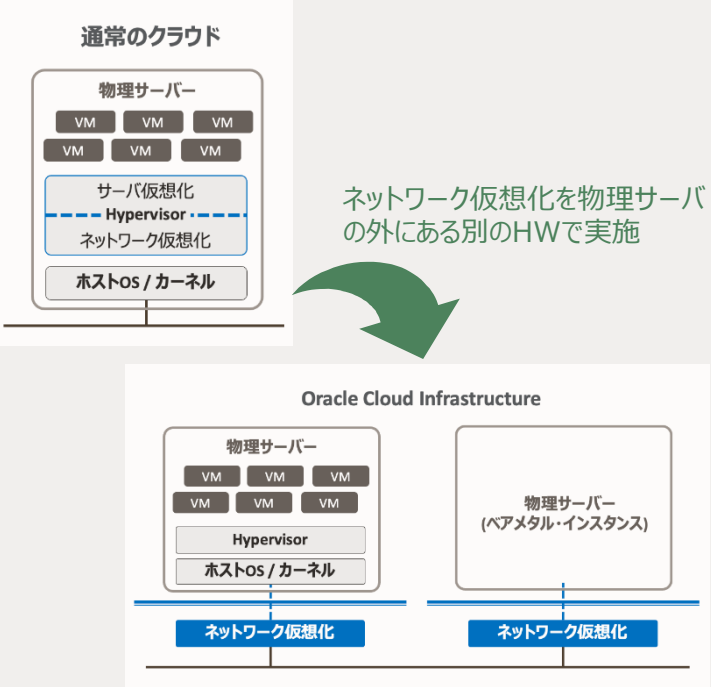 通常のクラウド
物理サーバー
VM VM VM
VM VM VM
サーバ仮想化
Hypervisor
ネットワーク仮想化
ホストOS / カーネル
ネットワーク仮想化を物理サーバ
の外にある別のHWで実施
Oracle Cloud Infrastructure
物理サーバー
VM VM VM
VM VM VM
Hypervisor
ホストOS / カーネル
ネットワーク仮想化
物理サーバー
(ベアメタル・インスタンス)
ネットワーク仮想化